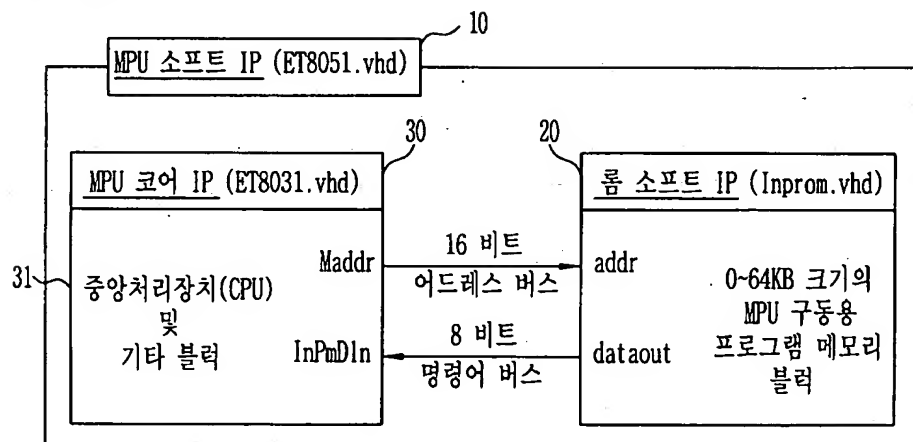 10
MPU 소프트 IP (ET8051.vhd)
30
20
MPU 코어 IP (ET8031.vhd)
롬 소프트 IP (Inprom.vhd)
31
중앙처리장치(CPU)
및
기타 블럭
Maddr
InPmDIn
16 비트
어드레스 버스
8 비트
명령어 버스
addr
dataout
0~64KB 크기의
MPU 구동용
프로그램 메모리
블럭